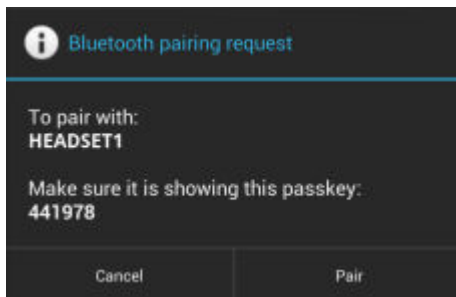 Bluetooth pairing request
To pair with:
HEADSET1
Make sure it is showing this passkey:
441978
Cancel
Pair